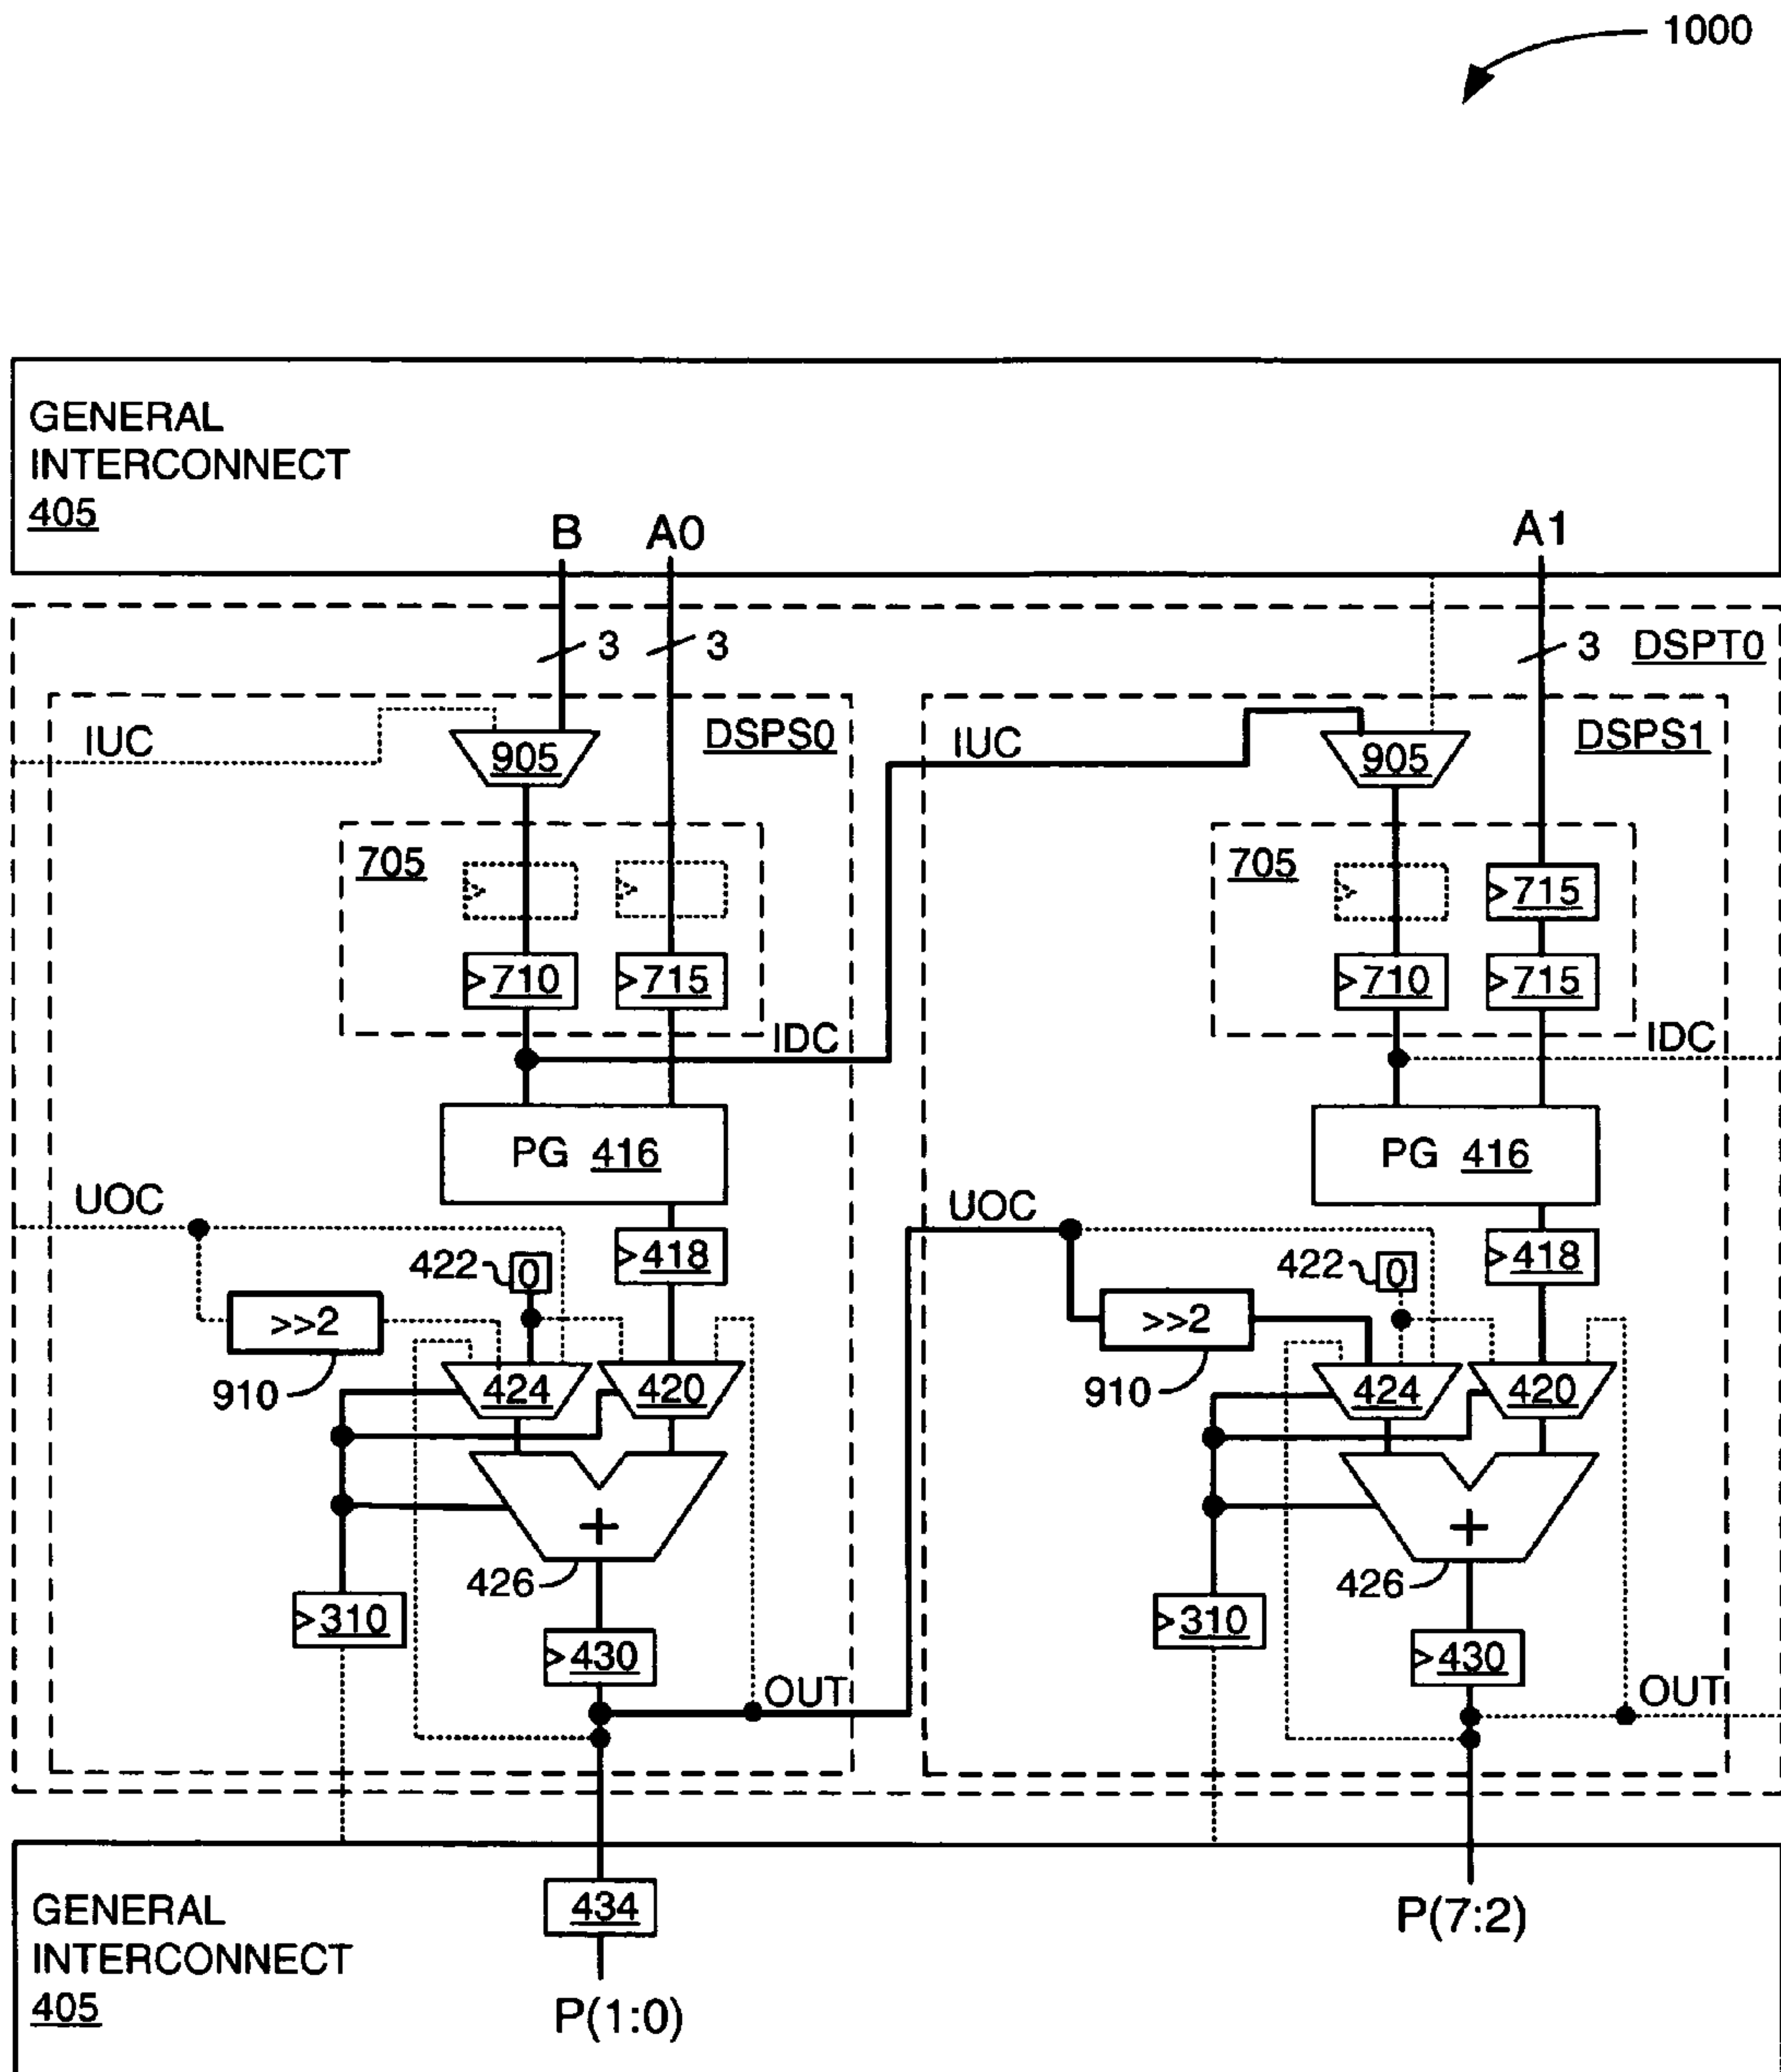 1000
GENERAL
INTERCONNECT
405
B
A0
A1
3
3
3
DSPT0
IUC
905
DSPS0
IUC
905
DSPS1
705
705
715
710
715
710
715
IDC
IDC
PG 416
PG 416
UOC
UOC
418
418
422
0
422
0
>>2
>>2
910
424
420
910
424
420
+
+
426
426
310
310
430
430
OUT
OUT
434
GENERAL
INTERCONNECT
405
P(1:0)
P(7:2)